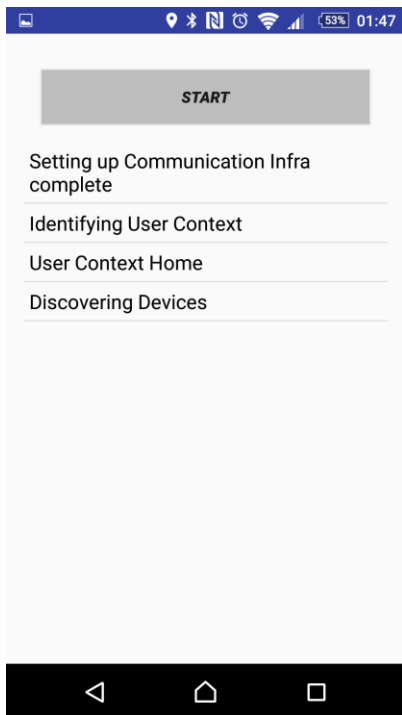 53% 01:47
START
Setting up Communication Infra
complete
Identifying User Context
User Context Home
Discovering Devices